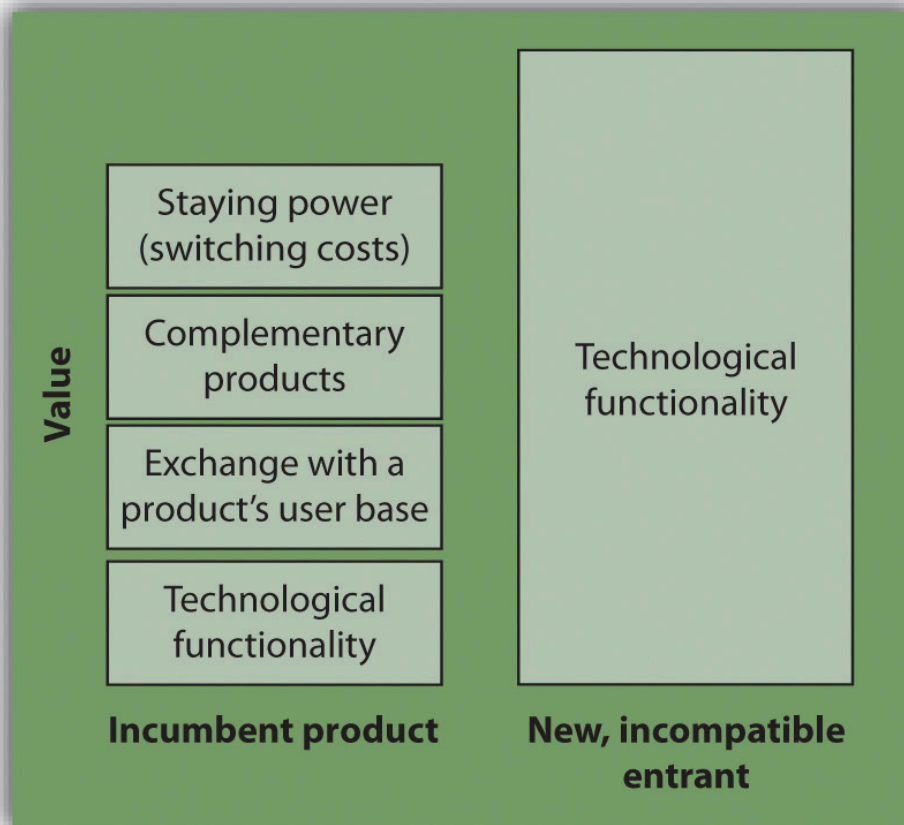 Value
Staying power
(switching costs)
Complementary
products
Exchange with a
product’s user base
Technological
functionality
Incumbent product
Technological
functionality
New, incompatible
entrant